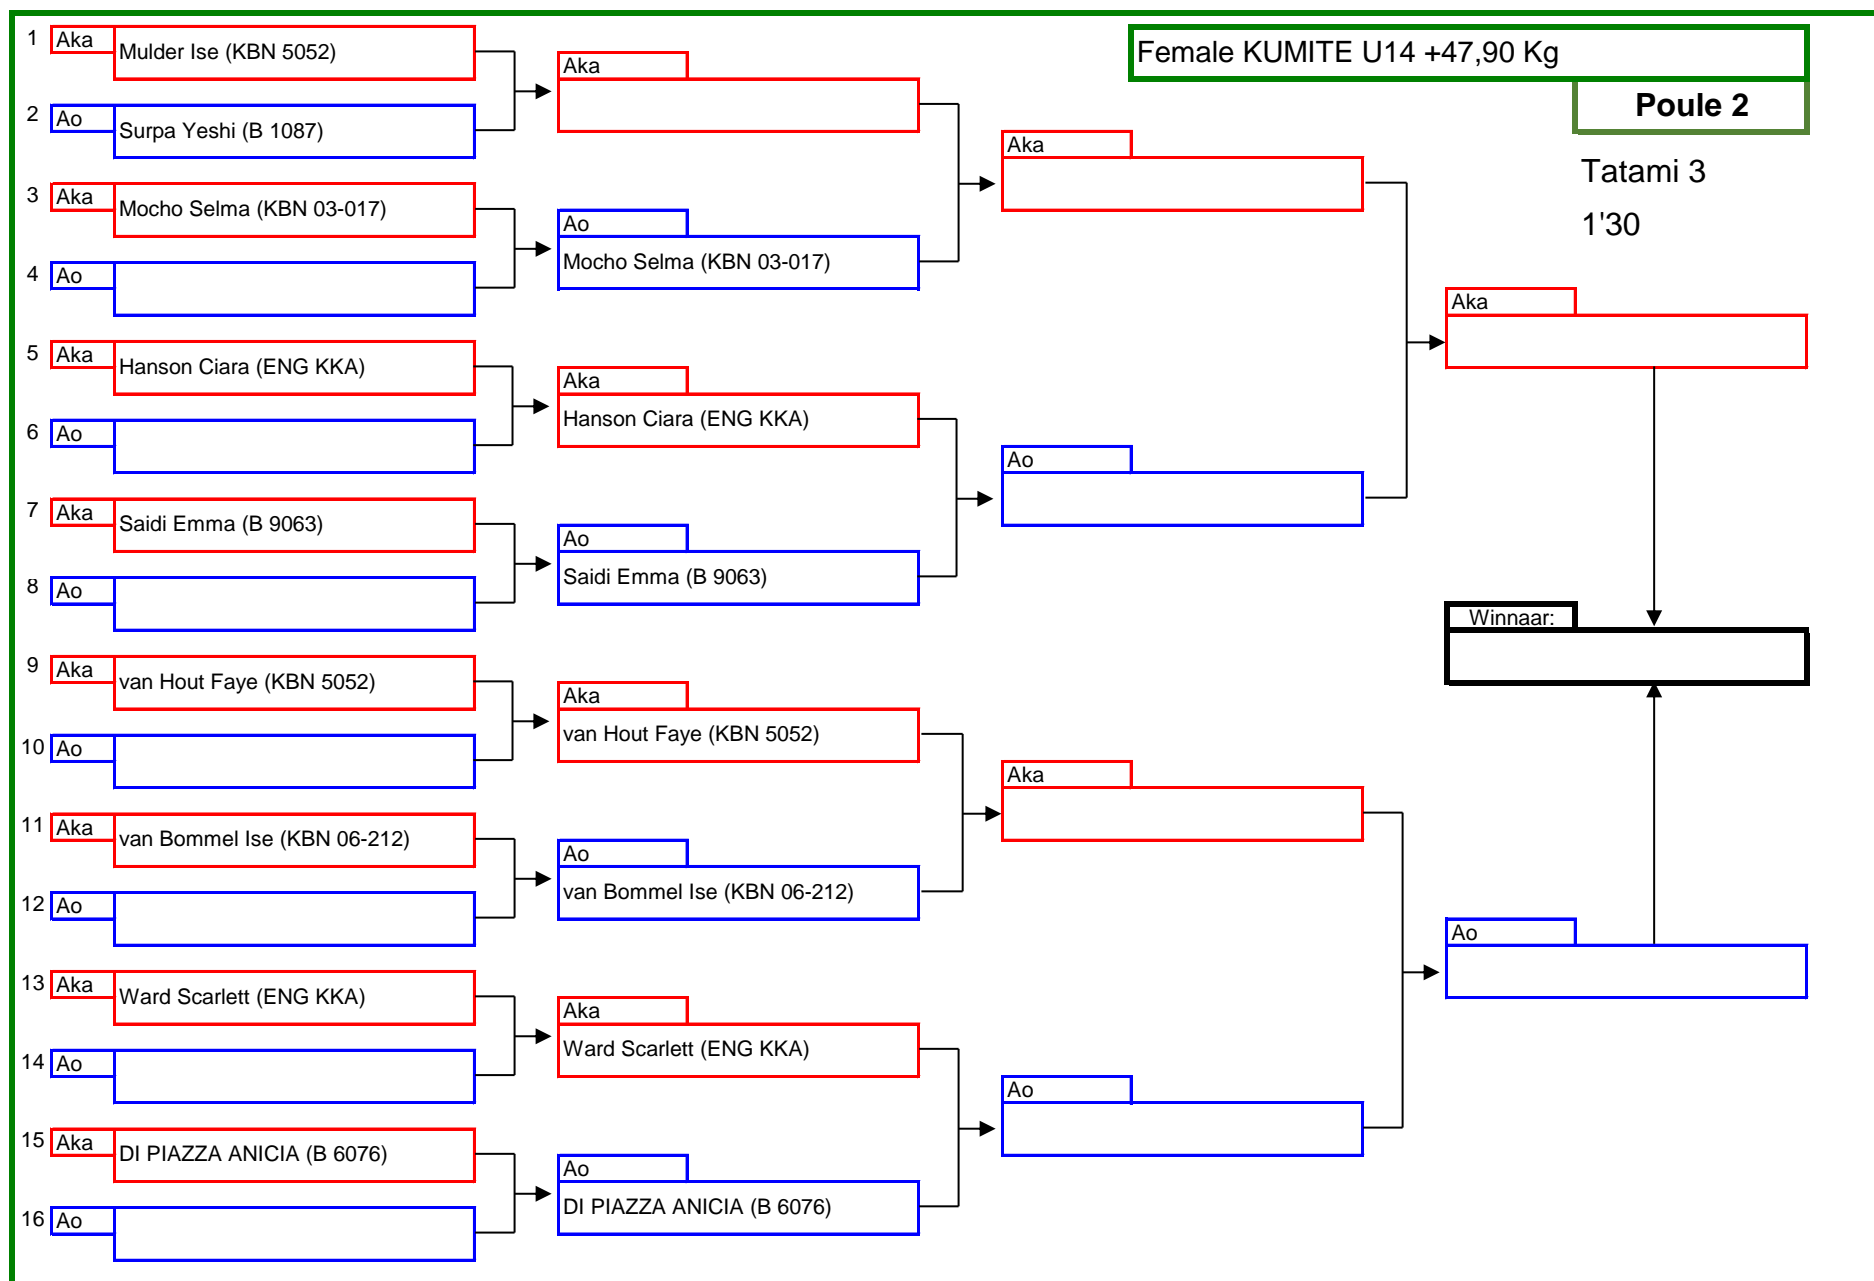 Female KUMITE U14 +47,90 Kg
Poule 2
Tatami 3
1'30
1 Aka Mulder Ise (KBN 5052)
2 Ao Surpa Yeshi (B 1087)
3 Aka Mocho Selma (KBN 03-017)
4 Ao
5 Aka Hanson Ciara (ENG KKA)
6 Ao
7 Aka Saidi Emma (B 9063)
8 Ao
9 Aka van Hout Faye (KBN 5052)
10 Ao
11 Aka van Bommel Ise (KBN 06-212)
12 Ao
13 Aka Ward Scarlett (ENG KKA)
14 Ao
15 Aka DI PIAZZA ANICIA (B 6076)
16 Ao
Aka
Ao
Mocho Selma (KBN 03-017)
Aka
Hanson Ciara (ENG KKA)
Ao
Saidi Emma (B 9063)
Aka
van Hout Faye (KBN 5052)
Ao
van Bommel Ise (KBN 06-212)
Aka
Ward Scarlett (ENG KKA)
Ao
DI PIAZZA ANICIA (B 6076)
Aka
Ao
Aka
Ao
Aka
Winnaar:
Ao